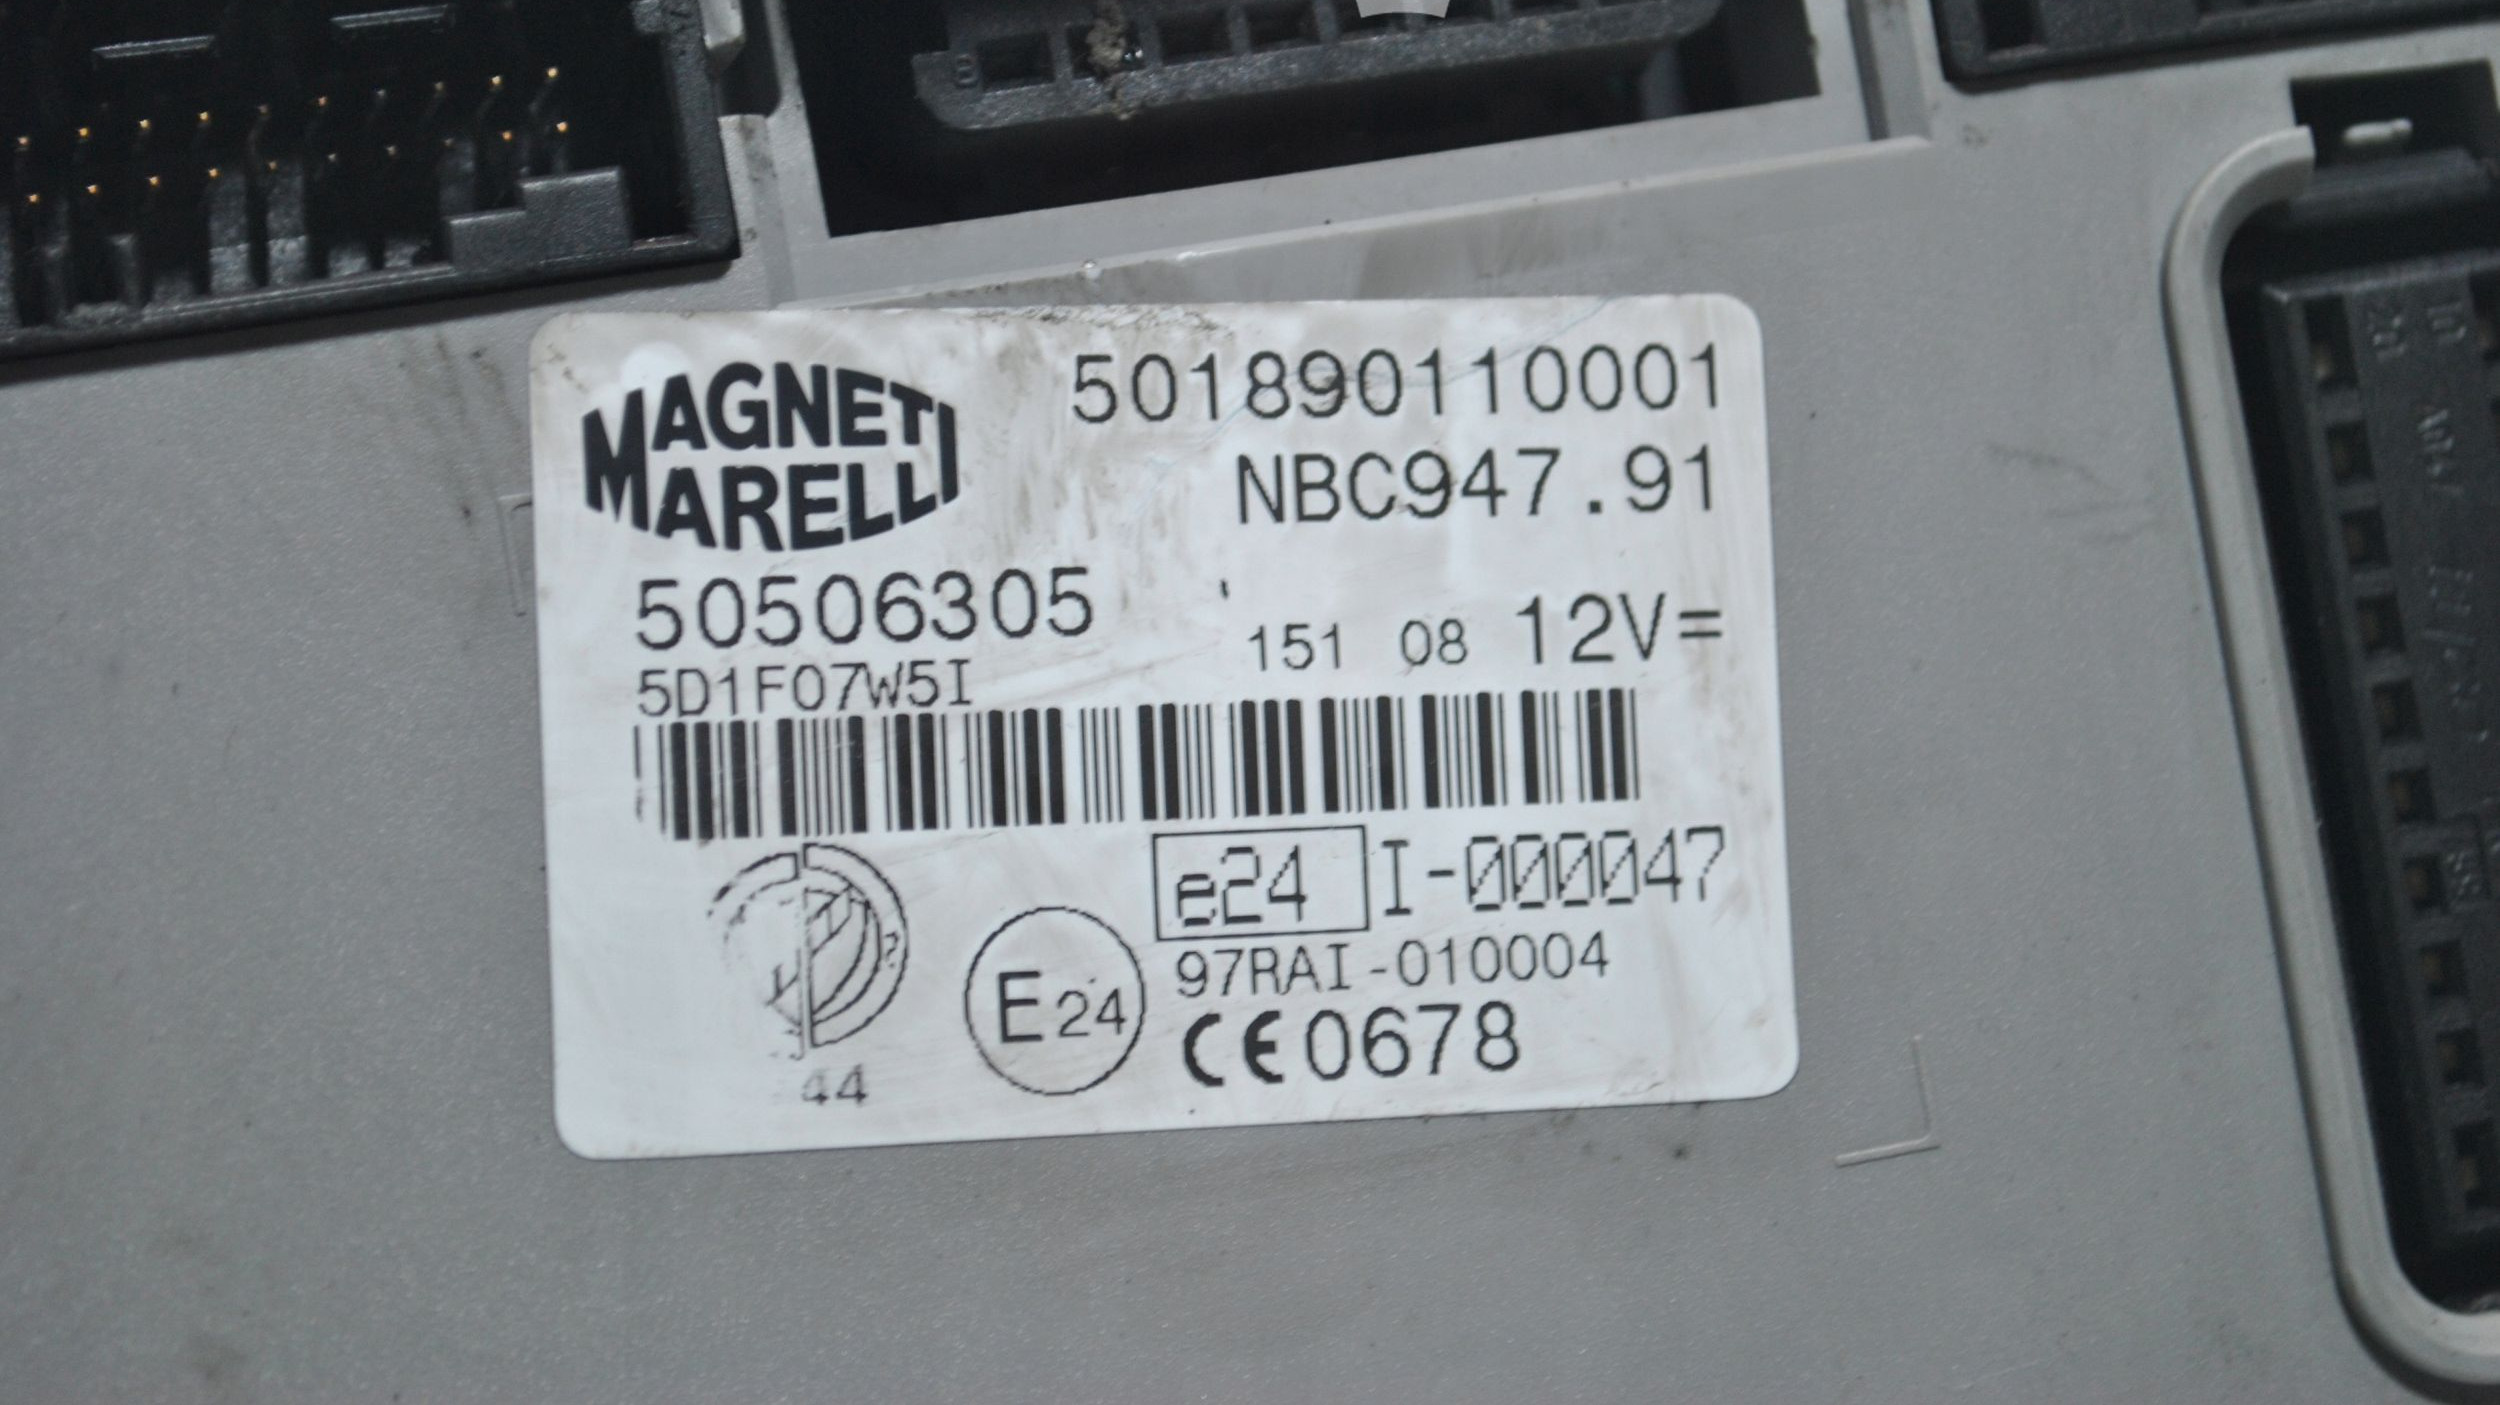 MAGNETI
MARELLI
501890110001
NBC947.91
50506305
151 08 12V=
5D1F07W5I
e24 I-000047
97RAI-010004
E24
CE0678
44